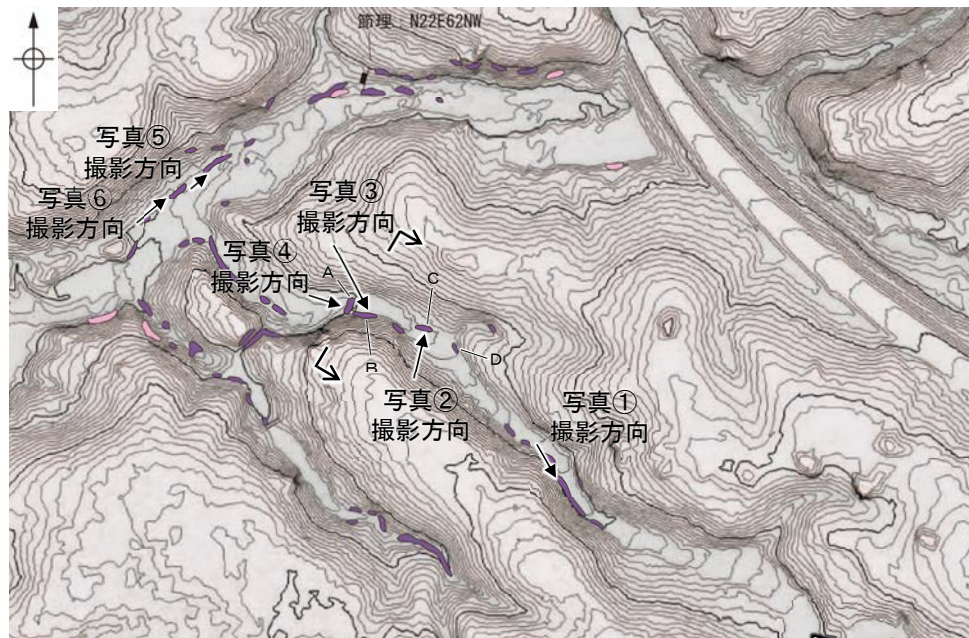 節理：N22E62NW
写真⑤
撮影方向
写真⑥
撮影方向
写真③
撮影方向
写真④
撮影方向
A
C
B
D
写真②
撮影方向
写真①
撮影方向